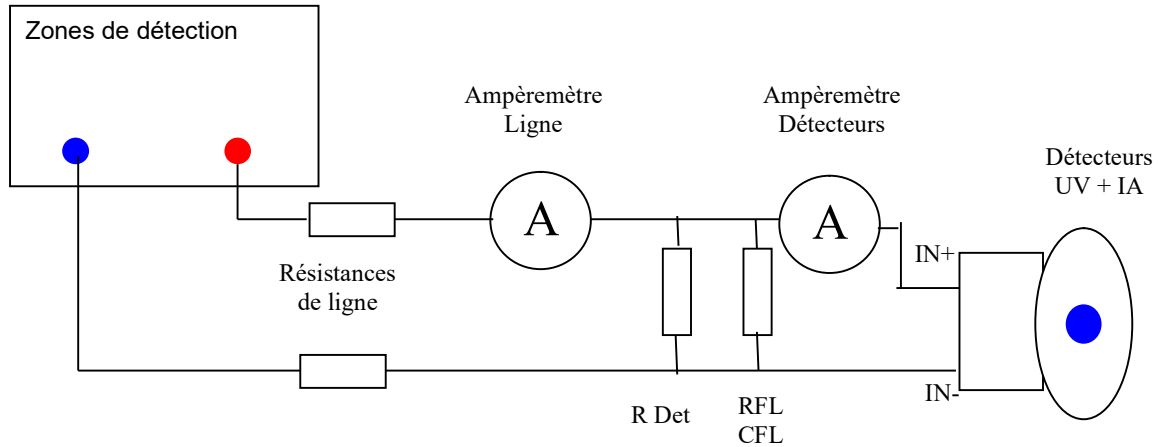 Zones de détection
Ampèremètre
Ligne
Ampèremètre
Détecteurs
Détecteurs
UV + IA
A
A
IN+
Résistances
de ligne
IN-
R Det
RFL
CFL